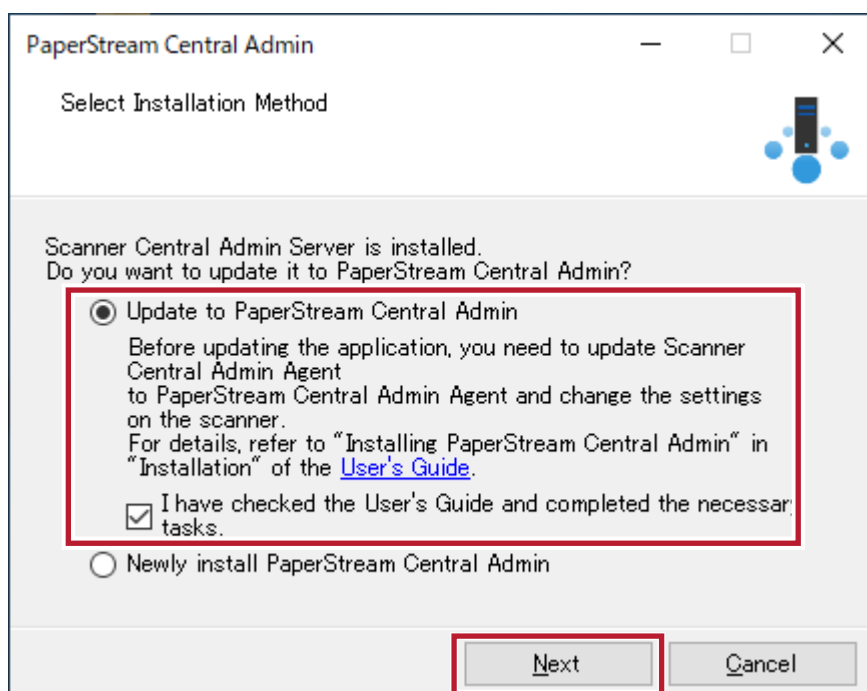 PaperStream Central Admin
Select Installation Method
Scanner Central Admin Server is installed.
Do you want to update it to PaperStream Central Admin?
Update to PaperStream Central Admin
Before updating the application, you need to update Scanner
Central Admin Agent
to PaperStream Central Admin Agent and change the settings
on the scanner.
For details, refer to "Installing PaperStream Central Admin" in
"Installation" of the User's Guide.
I have checked the User's Guide and completed the necessar
tasks.
Newly install PaperStream Central Admin
Next
Cancel